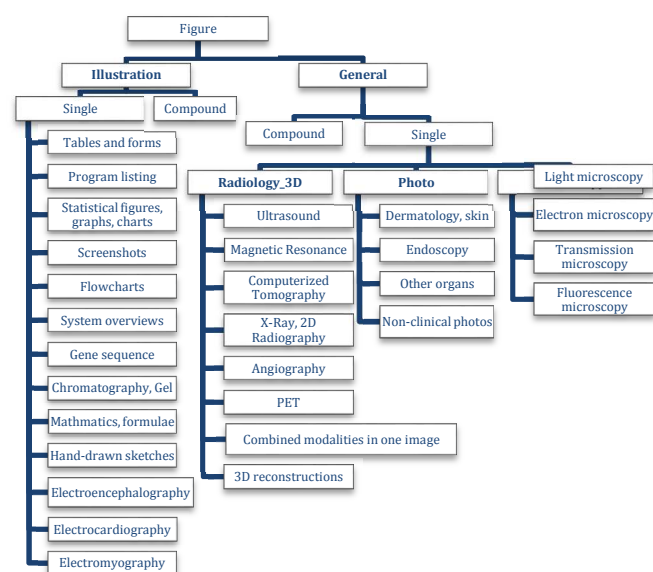 Figure
Illustration
General
Single
Compound
Compound
Single
Tables and forms
Program listing
Statistical figures,
graphs, charts
Screenshots
Flowcharts
System overviews
Gene sequence
Chromatography, Gel
Mathmatics, formulae
Hand-drawn sketches
Electroencephalography
Electrocardiography
Electromyography
Radiology_3D
Ultrasound
Magnetic Resonance
Computerized
Tomography
X-Ray, 2D
Radiography
Angiography
PET
Combined modalities in one image
3D reconstructions
Photo
Dermatology, skin
Endoscopy
Other organs
Non-clinical photos
Light microscopy
Electron microscopy
Transmission
microscopy
Fluorescence
microscopy